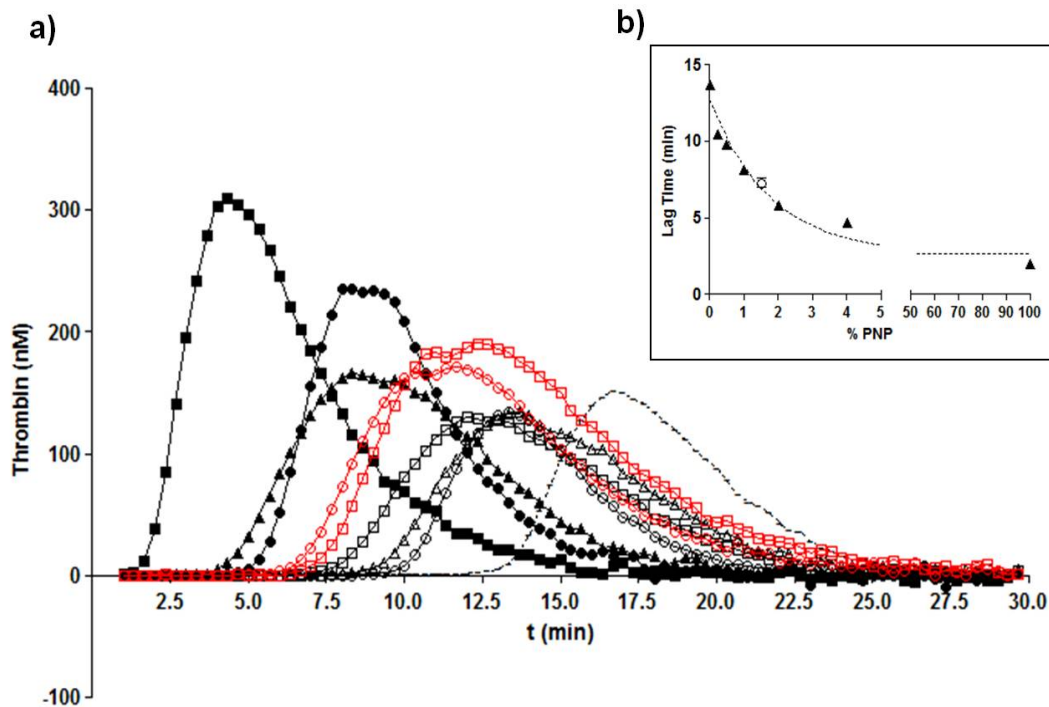 a)
400
300
200
100
0
-100
Thrombin (nM)
2.5 5.0 7.5 10.0 12.5 15.0 17.5 20.0 22.5 25.0 27.5 30.0
t (min)
b)
15
10
5
0
Lag Time (min)
0 1 2 3 4 5 50 60 70 80 90 100
% PNP